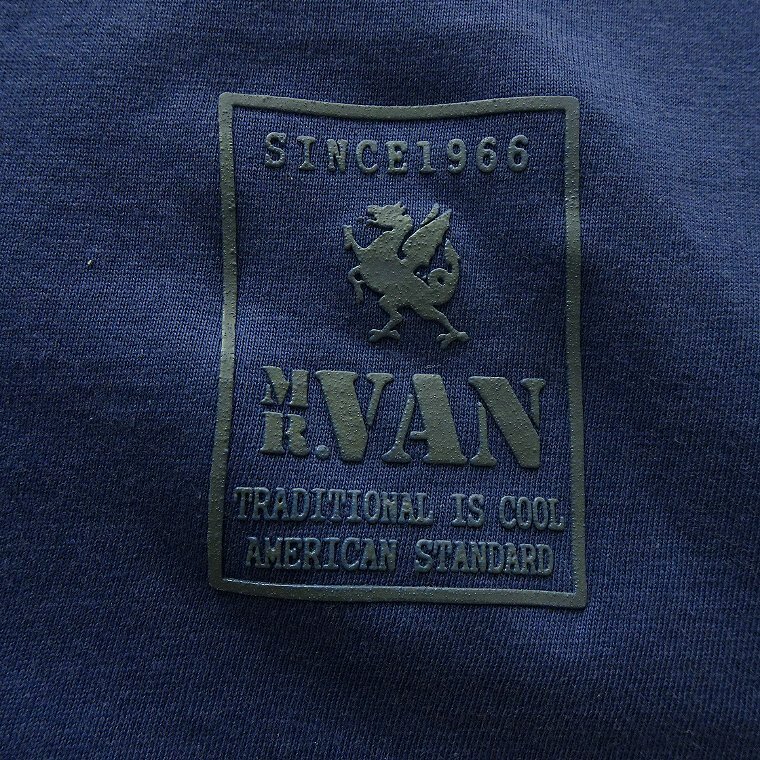 SINCE1966
MR.VAN
TRADITIONAL IS COOL
AMERICAN STANDARD